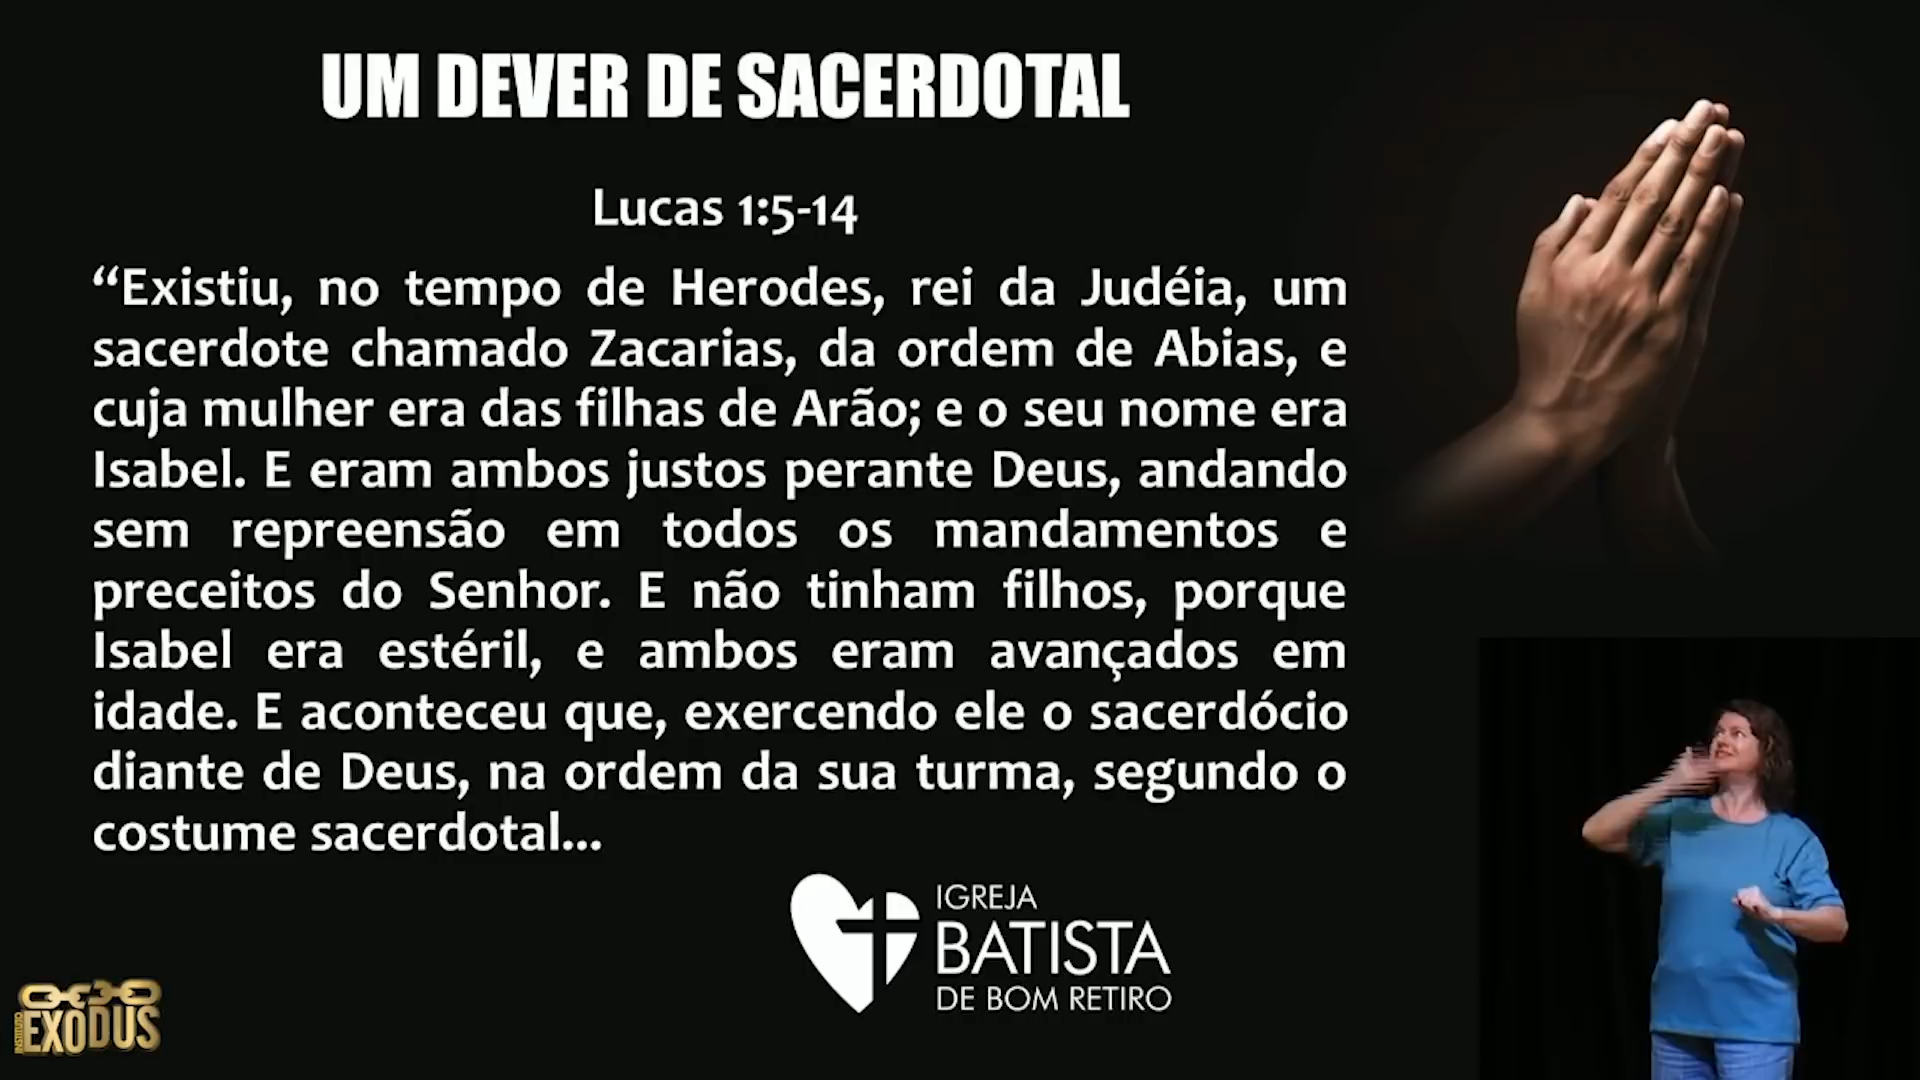 UM DEVER DE SACERDOTAL
Lucas 1:5-14
“Existiu, no tempo de Herodes, rei da Judéia, um
sacerdote chamado Zacarias, da ordem de Abias, e
cuja mulher era das filhas de Arão; e o seu nome era
Isabel. E eram ambos justos perante Deus, andando
sem repreensão em todos os mandamentos e
preceitos do Senhor. E não tinham filhos, porque
Isabel era estéril, e ambos eram avançados em
idade. E aconteceu que, exercendo ele o sacerdócio
diante de Deus, na ordem da sua turma, segundo o
costume sacerdotal...
IGREJA
BATISTA
DE BOM RETIRO
INSTITUTO
EXODUS